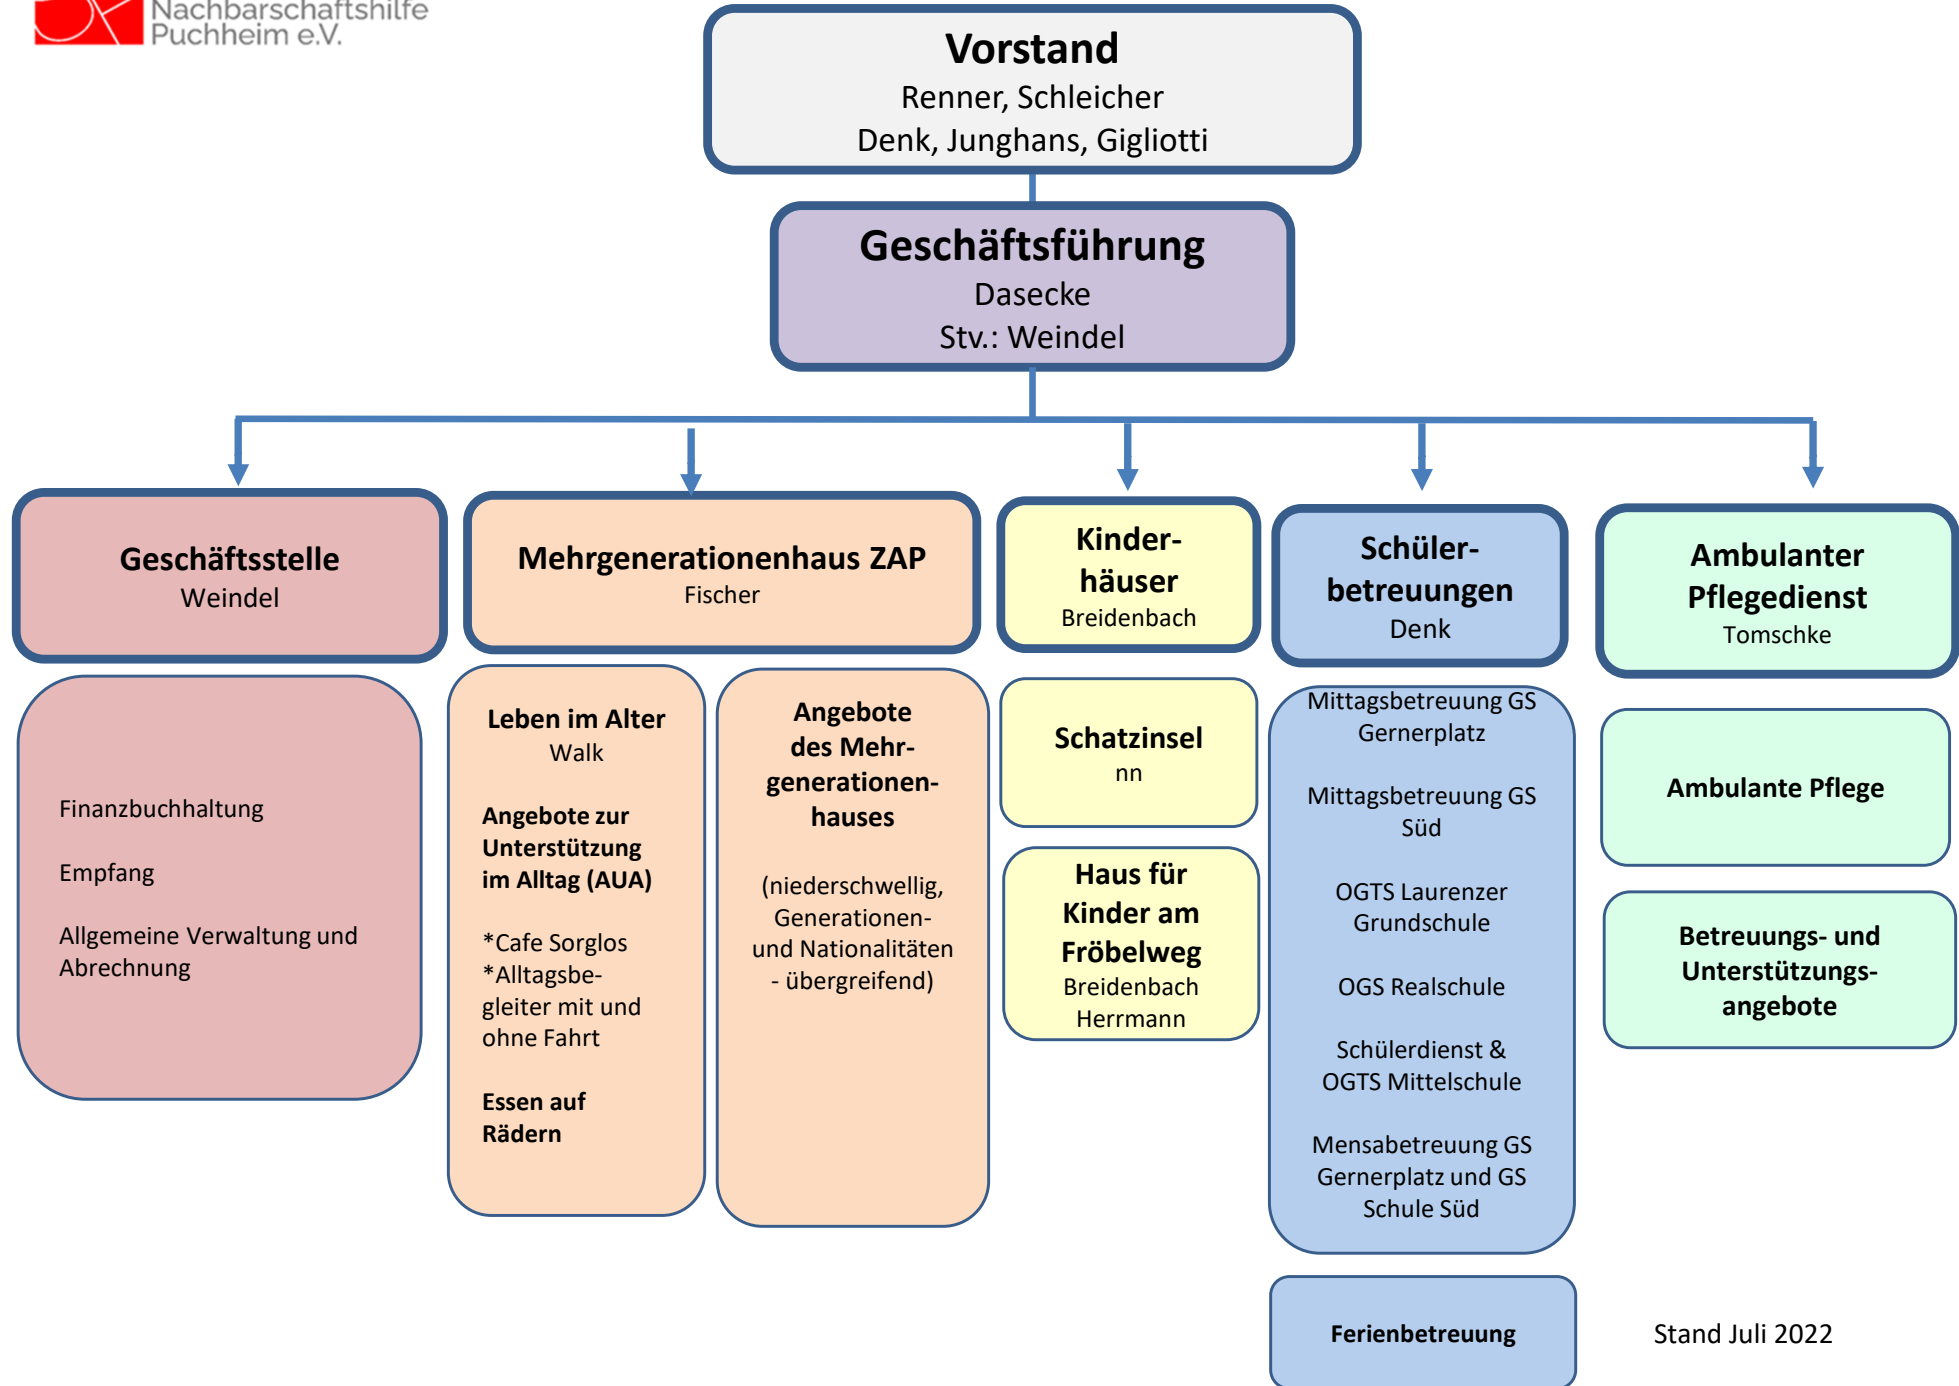 Nachbarschaftshilfe
Puchheim e.V.
Vorstand
Renner, Schleicher
Denk, Junghans, Gigliotti
Geschäftsführung
Dasecke
Stv.: Weindel
Geschäftsstelle
Weindel
Finanzbuchhaltung
Empfang
Allgemeine Verwaltung und
Abrechnung
Mehrgenerationenhaus ZAP
Fischer
Leben im Alter
Walk
Angebote zur
Unterstützung
im Alltag (AUA)
*Cafe Sorglos
*Alltagsbe-
gleiter mit und
ohne Fahrt
Essen auf
Rädern
Angebote
des Mehr-
generationen-
hauses
(niederschwellig,
Generationen-
und Nationalitäten
- übergreifend)
Kinder-
häuser
Breidenbach
Schatzinsel
nn
Haus für
Kinder am
Fröbelweg
Breidenbach
Herrmann
Schüler-
betreuungen
Denk
Mittagsbetreuung GS
Gernerplatz
Mittagsbetreuung GS
Süd
OGTS Laurenzer
Grundschule
OGS Realschule
Schülerdienst &
OGTS Mittelschule
Mensabetreuung GS
Gernerplatz und GS
Schule Süd
Ferienbetreuung
Ambulanter
Pflegedienst
Tomschke
Ambulante Pflege
Betreuungs- und
Unterstützungs-
angebote
Stand Juli 2022